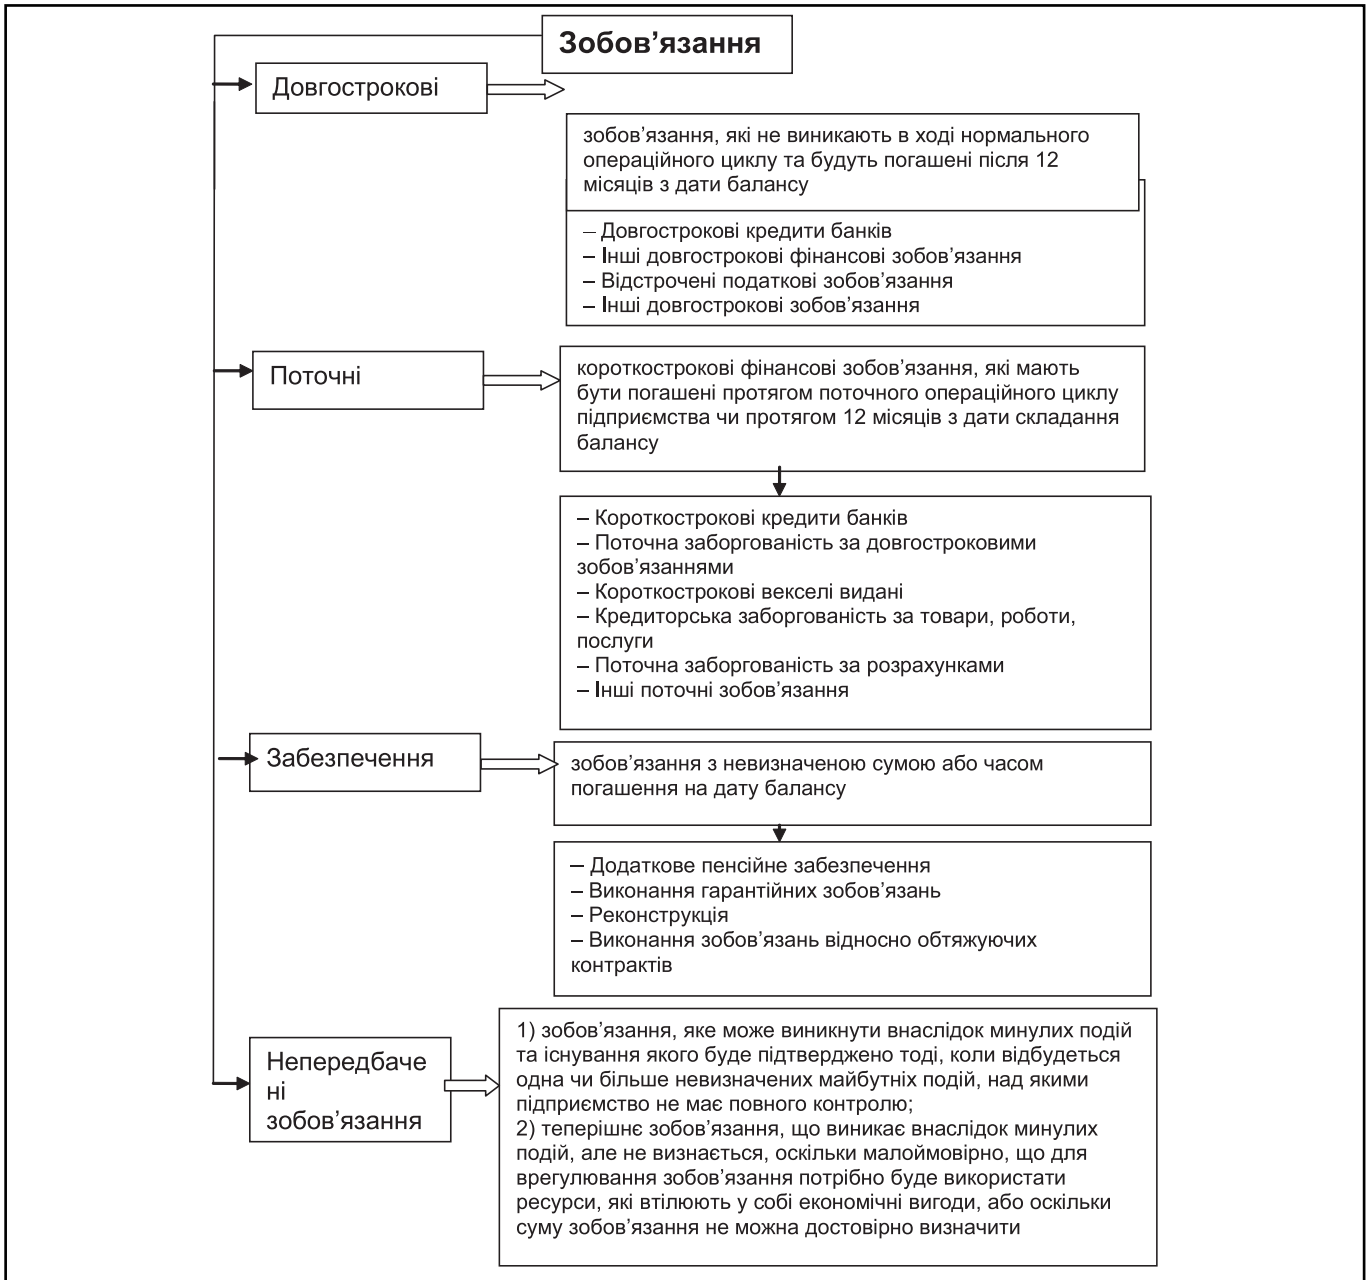 Зобов’язання
Довгострокові
зобов’язання, які не виникають в ході нормального
операційного циклу та будуть погашені після 12
місяців з дати балансу
– Довгострокові кредити банків
– Інші довгострокові фінансові зобов’язання
– Відстрочені податкові зобов’язання
– Інші довгострокові зобов’язання
Поточні
короткострокові фінансові зобов’язання, які мають
бути погашені протягом поточного операційного циклу
підприємства чи протягом 12 місяців з дати складання
балансу
– Короткострокові кредити банків
– Поточна заборгованість за довгостроковими
зобов’язаннями
– Короткострокові векселі видані
– Кредиторська заборгованість за товари, роботи,
послуги
– Поточна заборгованість за розрахунками
– Інші поточні зобов’язання
Забезпечення
зобов’язання з невизначеною сумою або часом
погашення на дату балансу
– Додаткове пенсійне забезпечення
– Виконання гарантійних зобов’язань
– Реконструкція
– Виконання зобов’язань відносно обтяжуючих
контрактів
Непередбаче
ні
зобов’язання
1) зобов’язання, яке може виникнути внаслідок минулих подій
та існування якого буде підтверджено тоді, коли відбудеться
одна чи більше невизначених майбутніх подій, над якими
підприємство не має повного контролю;
2) теперішнє зобов’язання, що виникає внаслідок минулих
подій, але не визнається, оскільки малоймовірно, що для
врегулювання зобов’язання потрібно буде використати
ресурси, які втілюють у собі економічні вигоди, або оскільки
суму зобов’язання не можна достовірно визначити